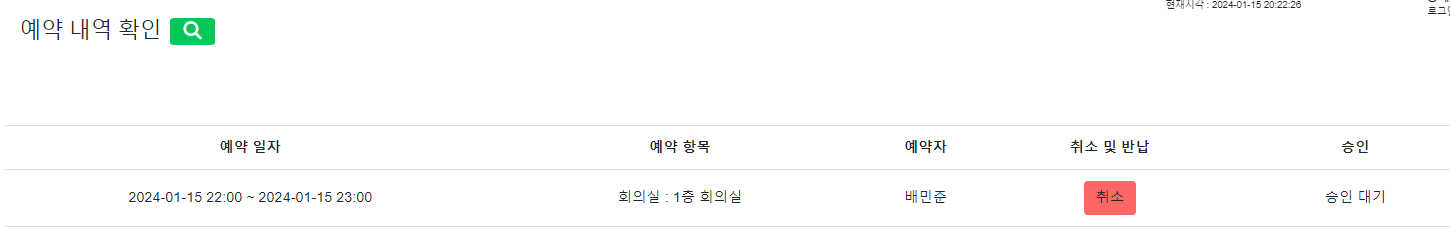 현재시각 : 2024-01-15 20:22:26
예약 내역 확인
예약 일자 예약 항목 예약자 취소 및 반납 승인
2024-01-15 22:00 ~ 2024-01-15 23:00 회의실 : 1층 회의실 배민준 취소 승인 대기